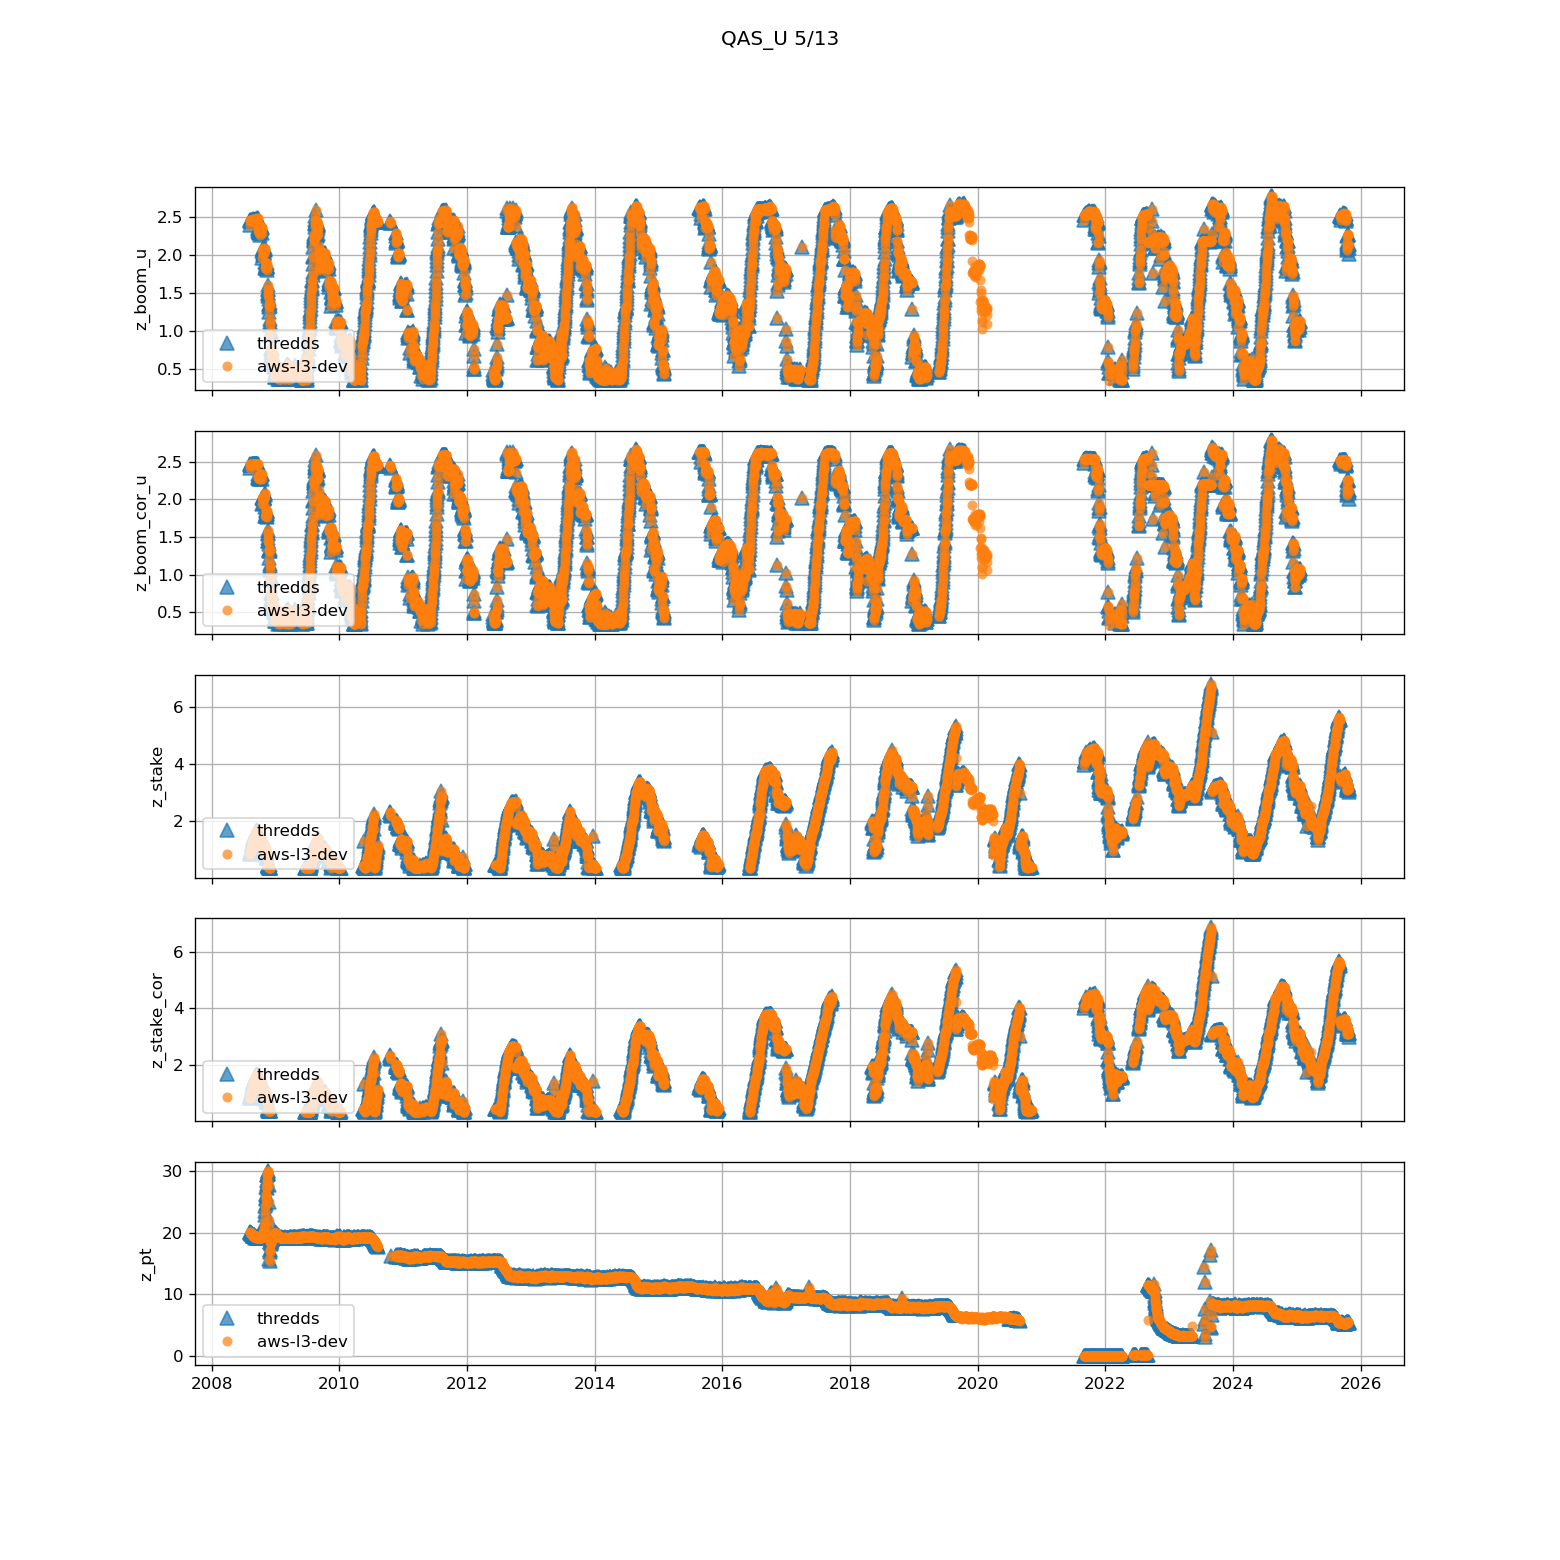 QAS_U 5/13
z_boom_u
2.5
2.0
1.5
1.0
0.5
thredds
aws-l3-dev
z_boom_cor_u
2.5
2.0
1.5
1.0
0.5
thredds
aws-l3-dev
z_stake
6
4
2
thredds
aws-l3-dev
z_stake_cor
6
4
2
thredds
aws-l3-dev
z_pt
30
20
10
0
thredds
aws-l3-dev
2008 2010 2012 2014 2016 2018 2020 2022 2024 2026